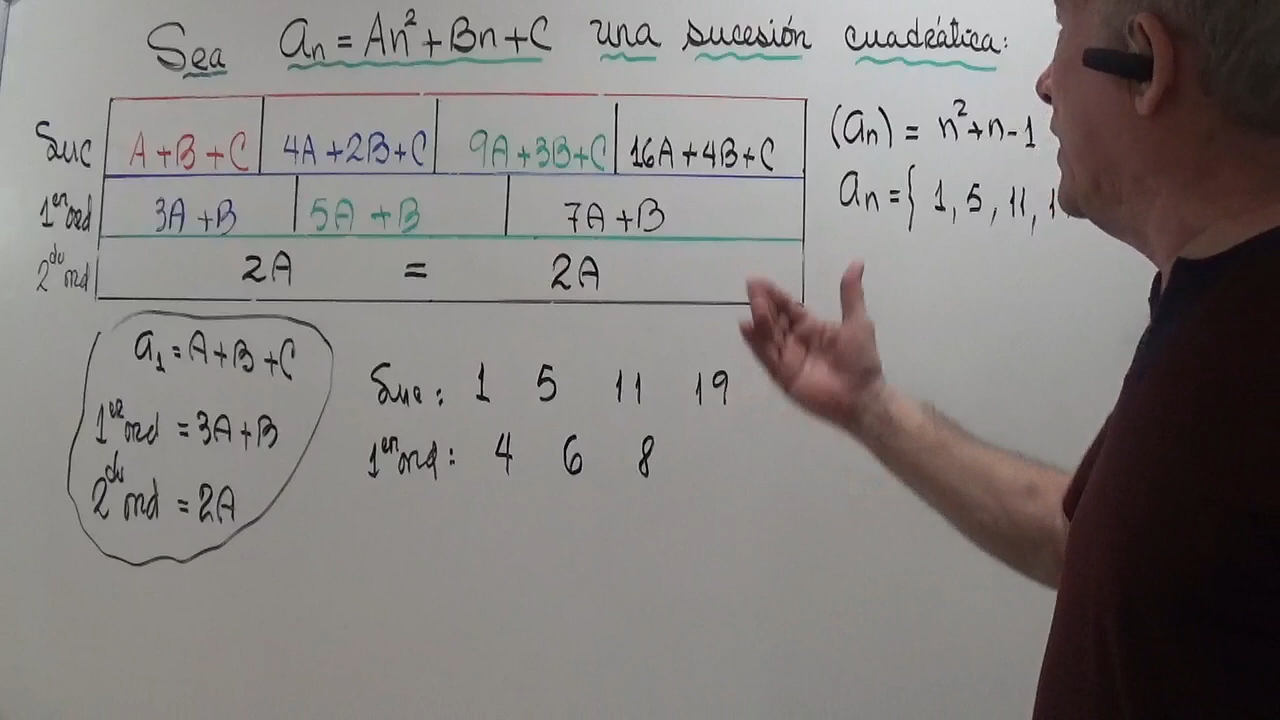 Sea an = An²+Bn+C una sucesión cuadrática:
Suc A+B+C 4A+2B+C 9A+3B+C 16A+4B+C
1er ord 3A+B 5A+B 7A+B
2do ord 2A = 2A
(an) = n²+n-1
an = { 1, 5, 11, 1
a1 = A+B+C
1er ord = 3A+B
2do ord = 2A
Suc: 1 5 11 19
1er ord: 4 6 8